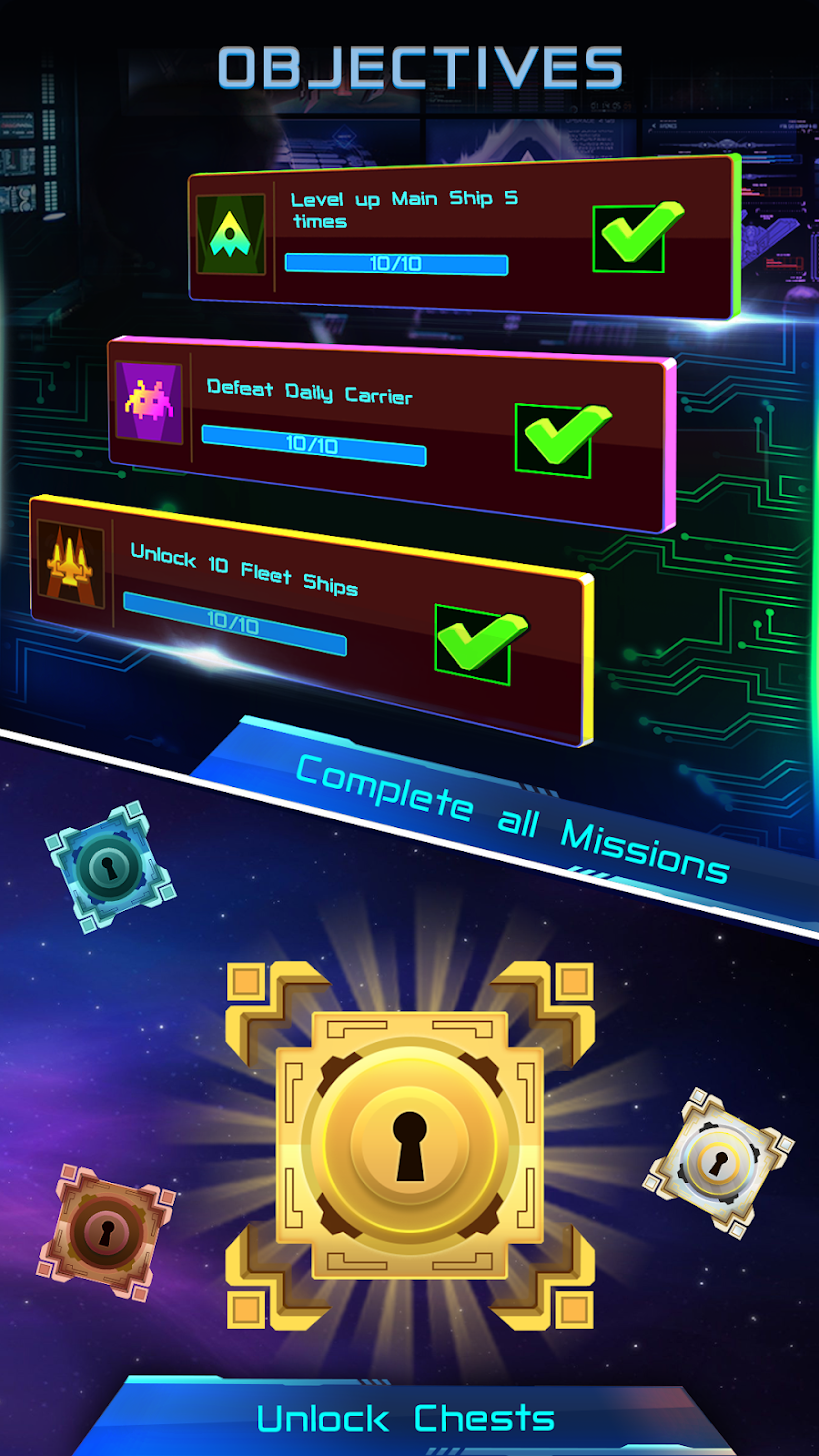 OBJECTIVES
Level up Main Ship 5
times
10/10
Defeat Daily Carrier
10/10
Unlock 10 Fleet Ships
10/10
Complete all Missions
Unlock Chests